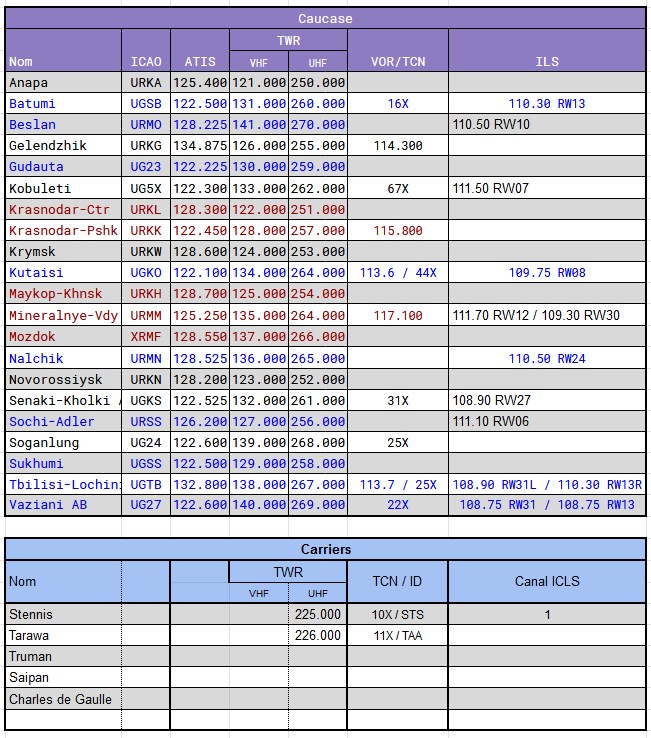 Caucase
TWR
Nom ICAO ATIS VHF UHF VOR/TCN ILS
Anapa URKA 125.400 121.000 250.000
Batumi UGSB 122.500 131.000 260.000 16X 110.30 RW13
Beslan URMO 128.225 141.000 270.000 110.50 RW10
Gelendzhik URKG 134.875 126.000 255.000 114.300
Gudauta UG23 122.225 130.000 259.000
Kobuleti UG5X 122.300 133.000 262.000 67X 111.50 RW07
Krasnodar-Ctr URKL 128.300 122.000 251.000
Krasnodar-Pshk URKK 122.450 128.000 257.000 115.800
Krymsk URKW 128.600 124.000 253.000
Kutaisi UGKO 122.100 134.000 264.000 113.6 / 44X 109.75 RW08
Maykop-Khnsk URKH 128.700 125.000 254.000
Mineralnye-Vdy URMM 125.250 135.000 264.000 117.100 111.70 RW12 / 109.30 RW30
Mozdok XRMF 128.550 137.000 266.000
Nalchik URMN 128.525 136.000 265.000 110.50 RW24
Novorossiysk URKN 128.200 123.000 252.000
Senaki-Kholki UGKS 122.525 132.000 261.000 31X 108.90 RW27
Sochi-Adler URSS 126.200 127.000 256.000 111.10 RW06
Soganlung UG24 122.600 139.000 268.000 25X
Sukhumi UGSS 122.500 129.000 258.000
Tbilisi-Lochini UGTB 132.800 138.000 267.000 113.7 / 25X 108.90 RW31L / 110.30 RW13R
Vaziani AB UG27 122.600 140.000 269.000 22X 108.75 RW31 / 108.75 RW13
Carriers
TWR
Nom VHF UHF TCN / ID Canal ICLS
Stennis 225.000 10X / STS 1
Tarawa 226.000 11X / TAA
Truman
Saipan
Charles de Gaulle